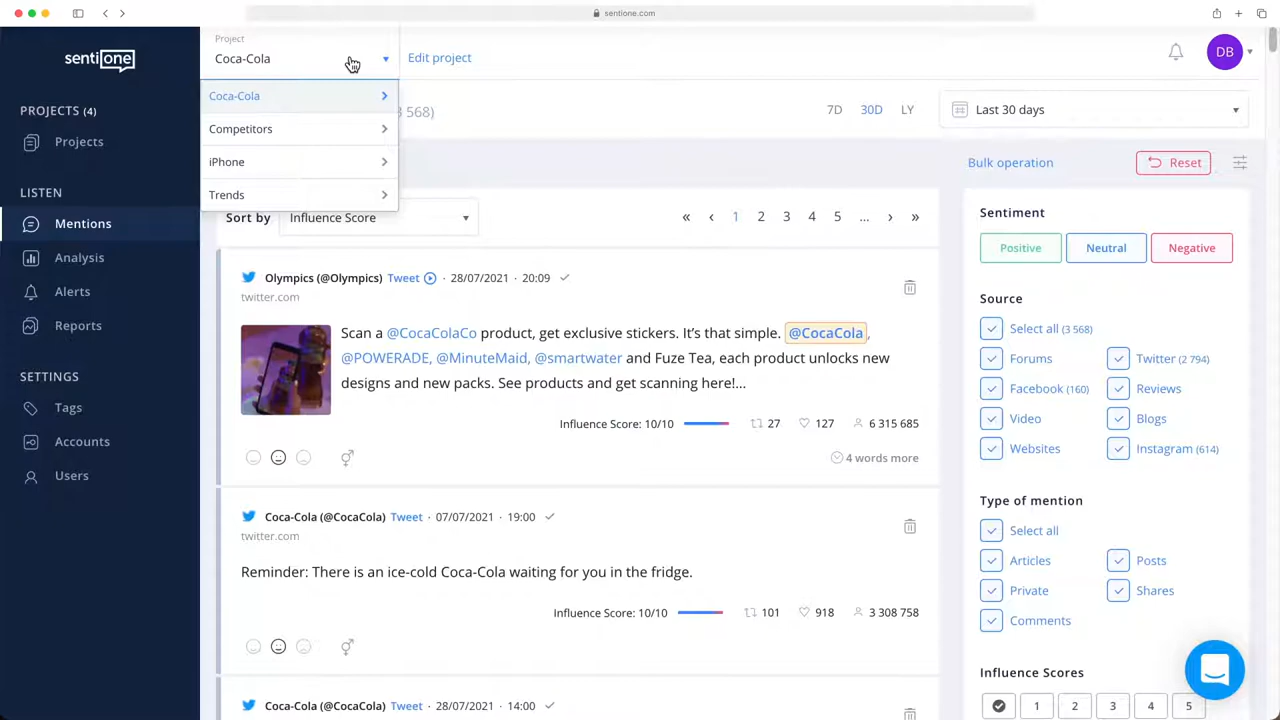 sentione.com
sentione
PROJECTS (4)
Projects
LISTEN
Mentions
Analysis
Alerts
Reports
SETTINGS
Tags
Accounts
Users
Project
Coca-Cola
Edit project
DB
Coca-Cola
Competitors
iPhone
Trends
3 568)
7D 30D LY
Last 30 days
Bulk operation
Reset
Sort by
Influence Score
« ‹ 1 2 3 4 5 ... › »
Olympics (@Olympics) Tweet · 28/07/2021 · 20:09
twitter.com
Scan a @CocaColaCo product, get exclusive stickers. It’s that simple. @CocaCola,
@POWERADE, @MinuteMaid, @smartwater and Fuze Tea, each product unlocks new
designs and new packs. See products and get scanning here!...
Influence Score: 10/10 27 127 6 315 685
4 words more
Coca-Cola (@CocaCola) Tweet · 07/07/2021 · 19:00
twitter.com
Reminder: There is an ice-cold Coca-Cola waiting for you in the fridge.
Influence Score: 10/10 101 918 3 308 758
Coca-Cola (@CocaCola) Tweet · 28/07/2021 · 14:00
Sentiment
Positive
Neutral
Negative
Source
Select all (3 568)
Forums
Twitter (2 794)
Facebook (160)
Reviews
Video
Blogs
Websites
Instagram (614)
Type of mention
Select all
Articles
Posts
Private
Shares
Comments
Influence Scores
1 2 3 4 5